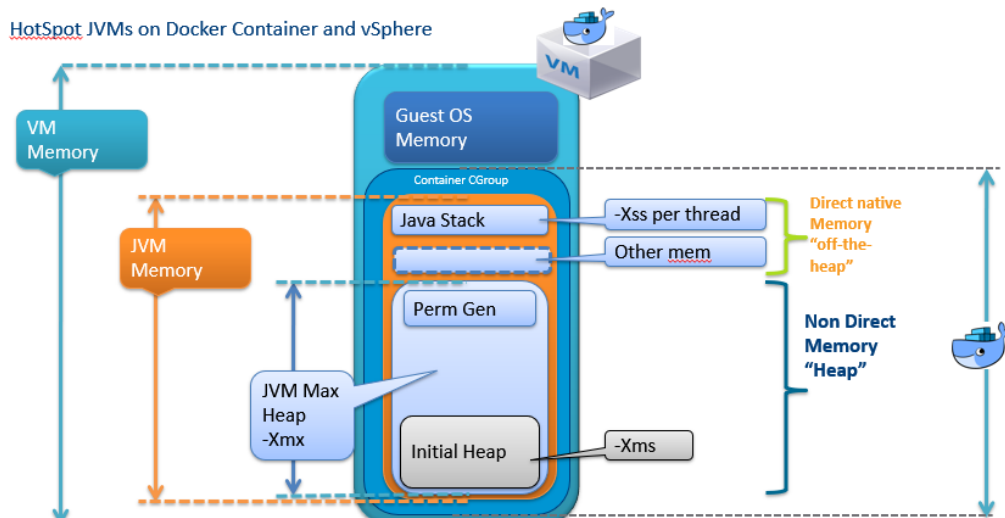 HotSpot JVMs on Docker Container and vSphere
VM
VM
Memory
Guest OS
Memory
Container CGroup
JVM
Memory
Java Stack
-Xss per thread
Other mem
Direct native
Memory
"off-the-
heap"
Perm Gen
Non Direct
Memory
"Heap"
JVM Max
Heap
-Xmx
Initial Heap
-Xms